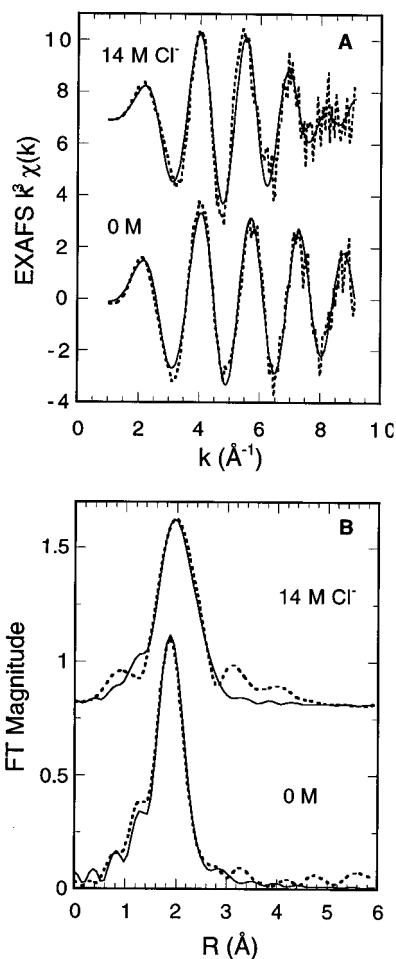 A
14 M Cl⁻
0 M
EXAFS k³ χ(k)
10
8
6
4
2
0
-2
-4
0 2 4 6 8 10
k (Å⁻¹)
B
14 M Cl⁻
0 M
FT Magnitude
1.5
1
0.5
0
0 1 2 3 4 5 6
R (Å)